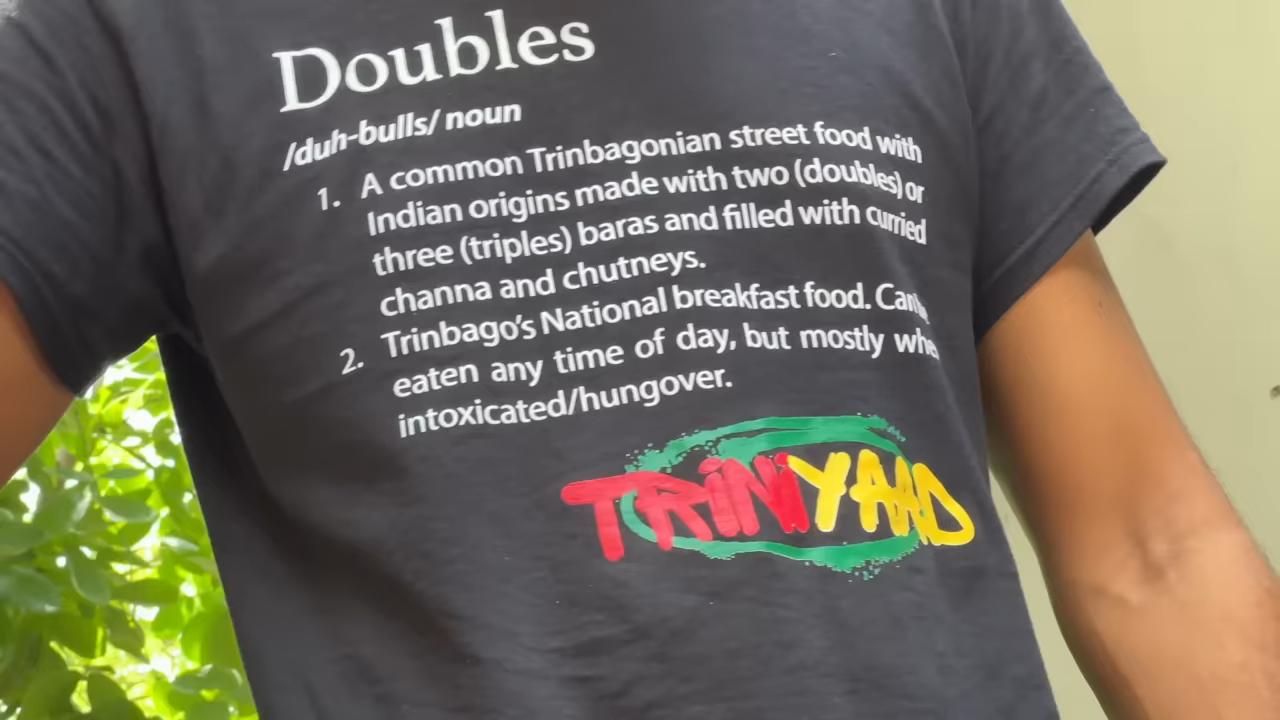 Doubles
/duh-bulls/ noun
1. A common Trinbagonian street food with
Indian origins made with two (doubles) or
three (triples) baras and filled with curried
channa and chutneys.
2. Trinbago's National breakfast food. Can be
eaten any time of day, but mostly when
intoxicated/hungover.
TRiNiYAAD